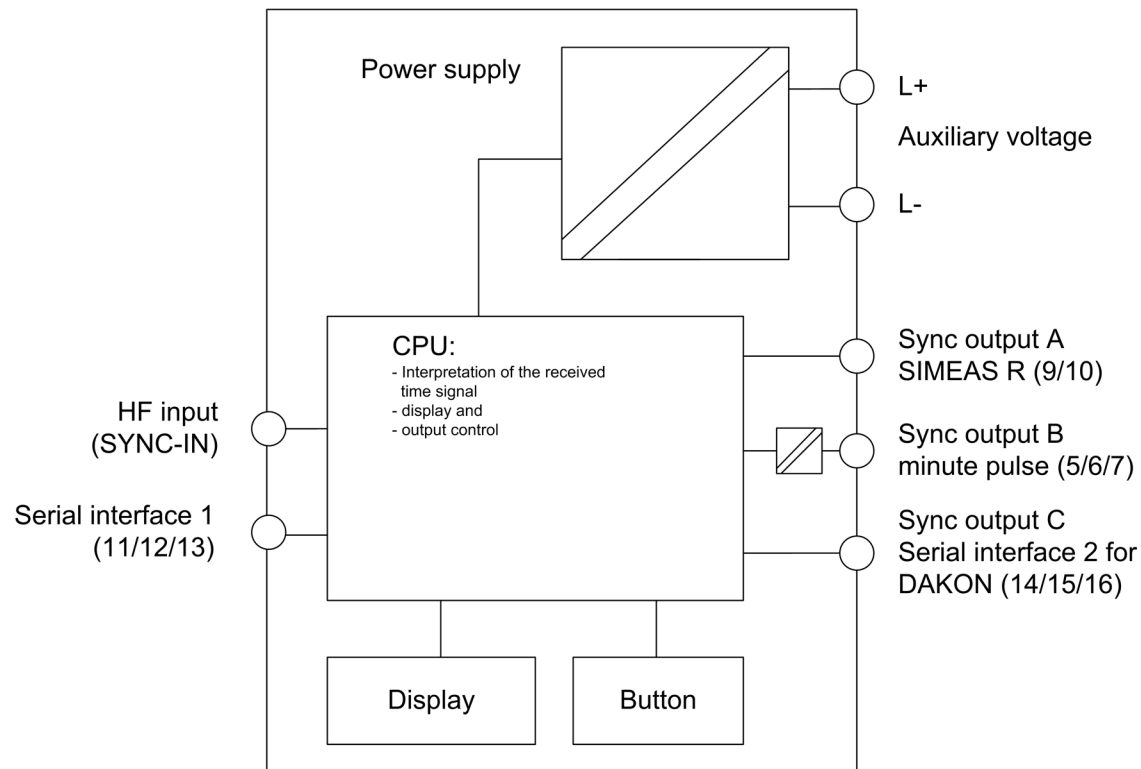 Power supply
L+
Auxiliary voltage
L-
CPU:
- Interpretation of the received
time signal
- display and
- output control
HF input
(SYNC-IN)
Serial interface 1
(11/12/13)
Sync output A
SIMEAS R (9/10)
Sync output B
minute pulse (5/6/7)
Sync output C
Serial interface 2 for
DAKON (14/15/16)
Display
Button